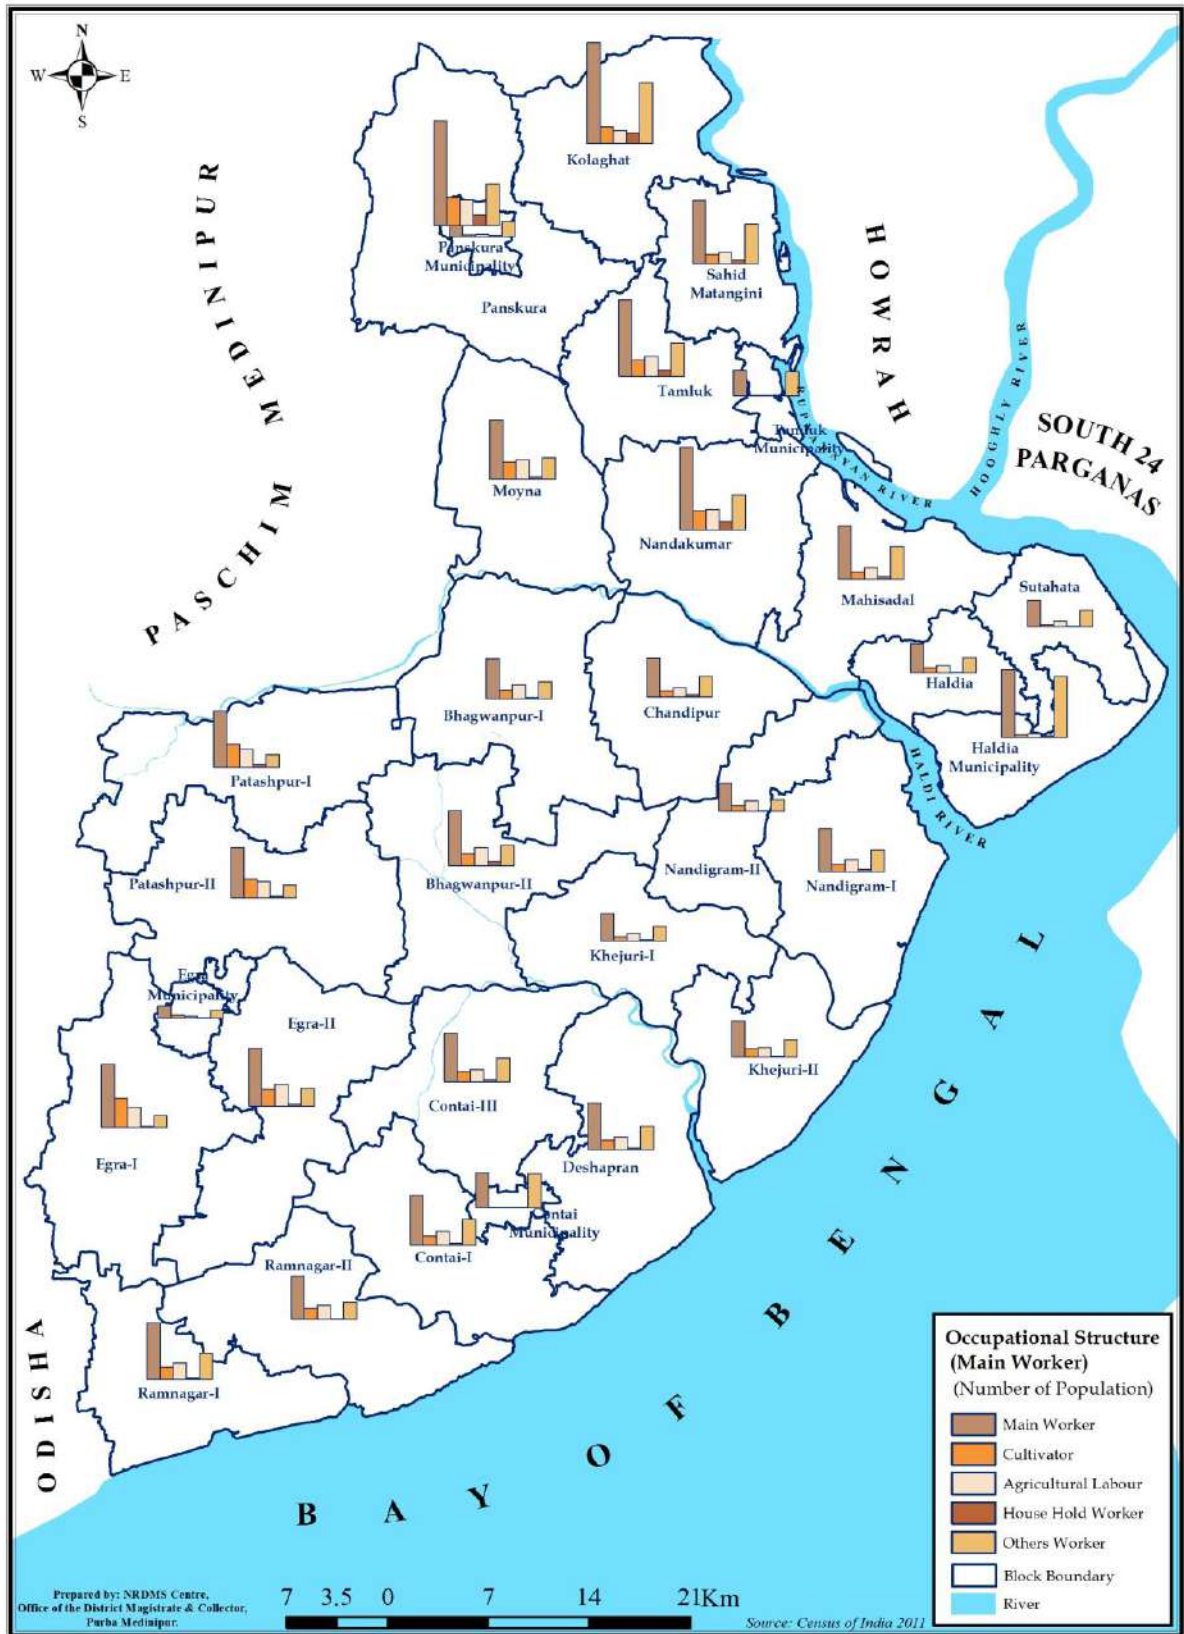 N
W E
S
PASCHIM MEDINIPUR
HOWRAH
SOUTH 24
PARGANAS
HOOGHLY RIVER
RUPNARAYAN RIVER
HALDI RIVER
Kolaghat
Panskura
Municipality
Panskura
Sahid
Matangini
Tamluk
Tamluk
Municipality
Moyna
Nandakumar
Mahisadal
Sutahata
Haldia
Haldia
Municipality
Bhagwanpur-I
Chandipur
Patashpur-I
Patashpur-II
Bhagwanpur-II
Nandigram-II
Nandigram-I
Khejuri-I
Egra
Municipality
Egra-II
Khejuri-II
Contai-III
Deshapran
Egra-I
Contai
Municipality
Contai-I
Ramnagar-II
Ramnagar-I
ODISHA
BAY OF BENGAL
Occupational Structure
(Main Worker)
(Number of Population)
Main Worker
Cultivator
Agricultural Labour
House Hold Worker
Others Worker
Block Boundary
River
Prepared by: NRDMS Centre,
Office of the District Magistrate & Collector,
Purba Medinipur.
7 3.5 0 7 14 21Km
Source: Census of India 2011